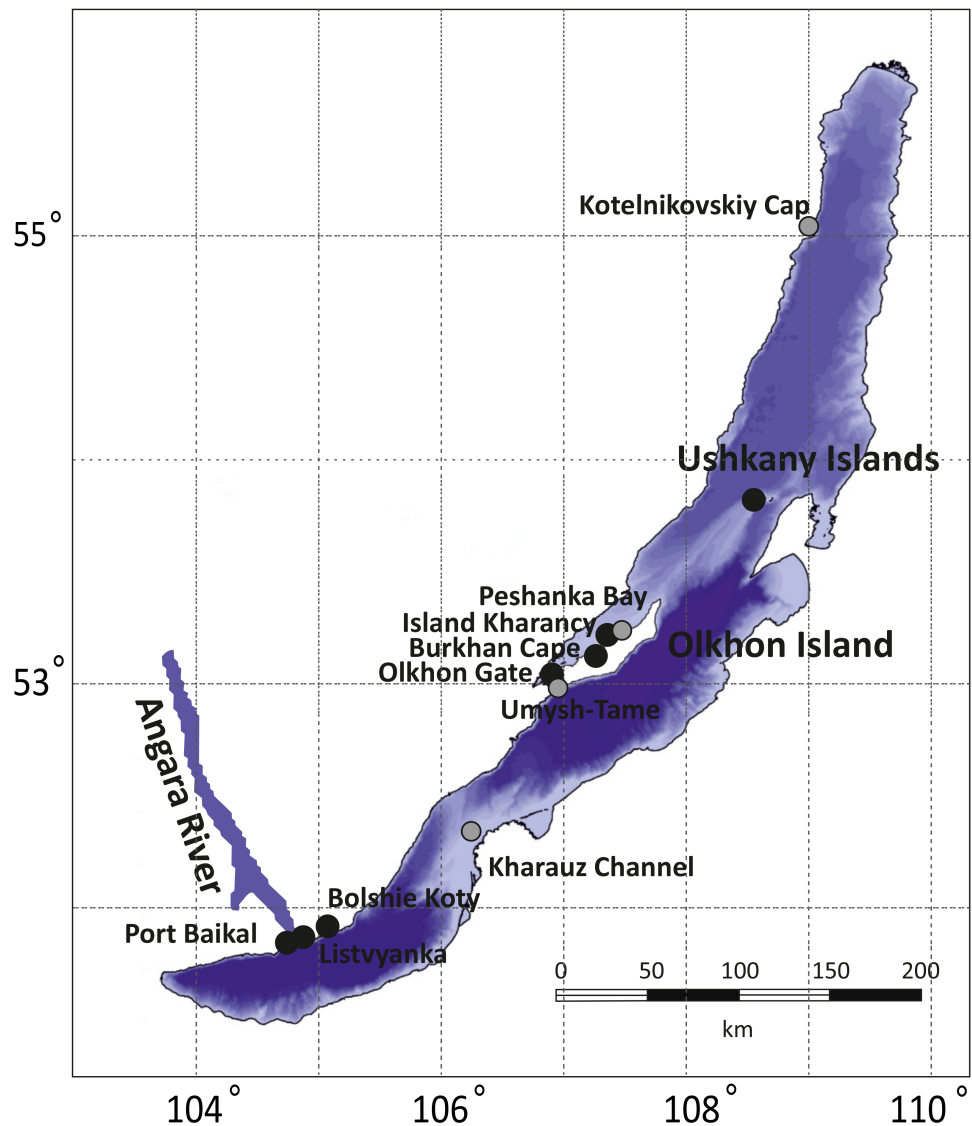 Kotelnikovskiy Cap
55°
Ushkany Islands
Peshanka Bay
Island Kharancy
Burkhan Cape
Olkhon Island
Olkhon Gate
53°
Umysh-Tame
Angara River
Kharauz Channel
Bolshie Koty
Port Baikal
Listvyanka
0 50 100 150 200
km
104° 106° 108° 110°